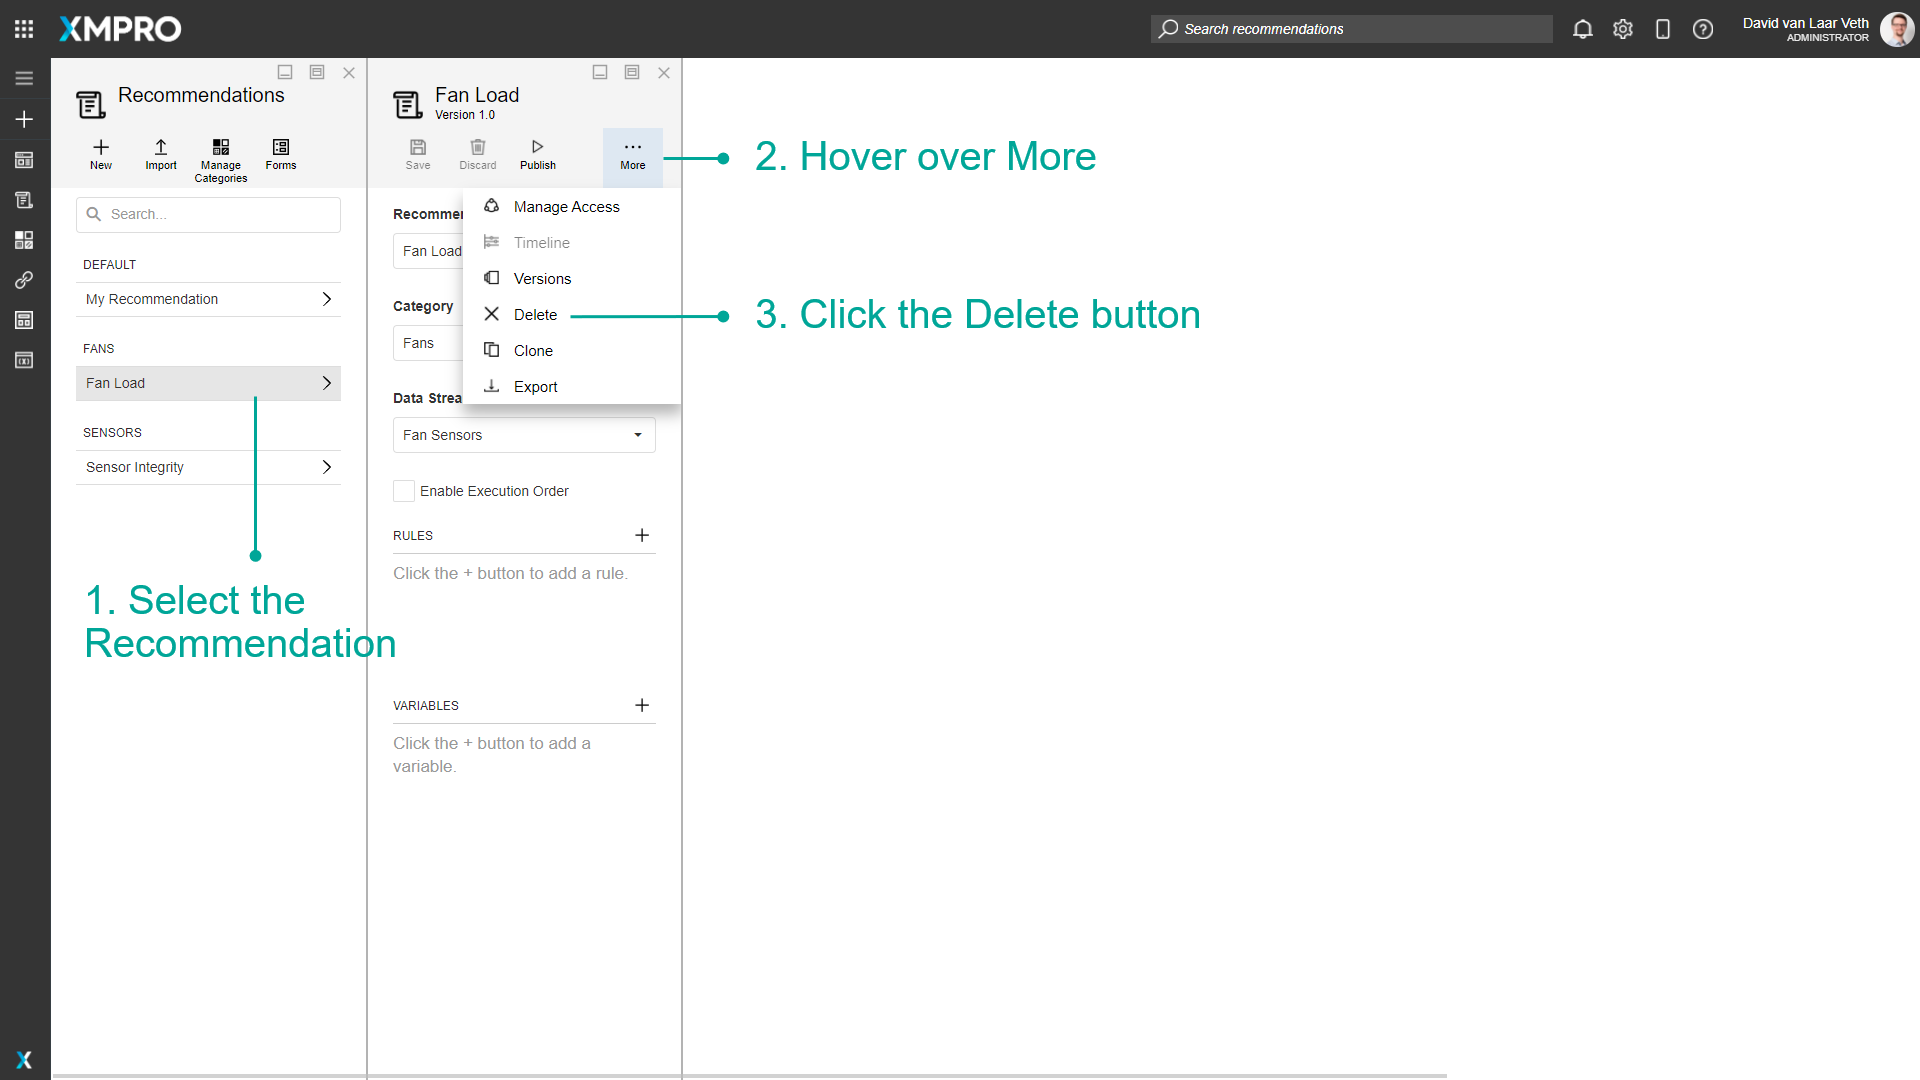 XMPRO
Search recommendations
David van Laar Veth
ADMINISTRATOR
Recommendations
New
Import
Manage
Categories
Forms
Search...
DEFAULT
My Recommendation
FANS
Fan Load
SENSORS
Sensor Integrity
1. Select the
Recommendation
Fan Load
Version 1.0
Save
Discard
Publish
More
2. Hover over More
Recommen
Fan Load
Category
Fans
Data Strea
Manage Access
Timeline
Versions
Delete
Clone
Export
3. Click the Delete button
Fan Sensors
Enable Execution Order
RULES
Click the + button to add a rule.
VARIABLES
Click the + button to add a
variable.